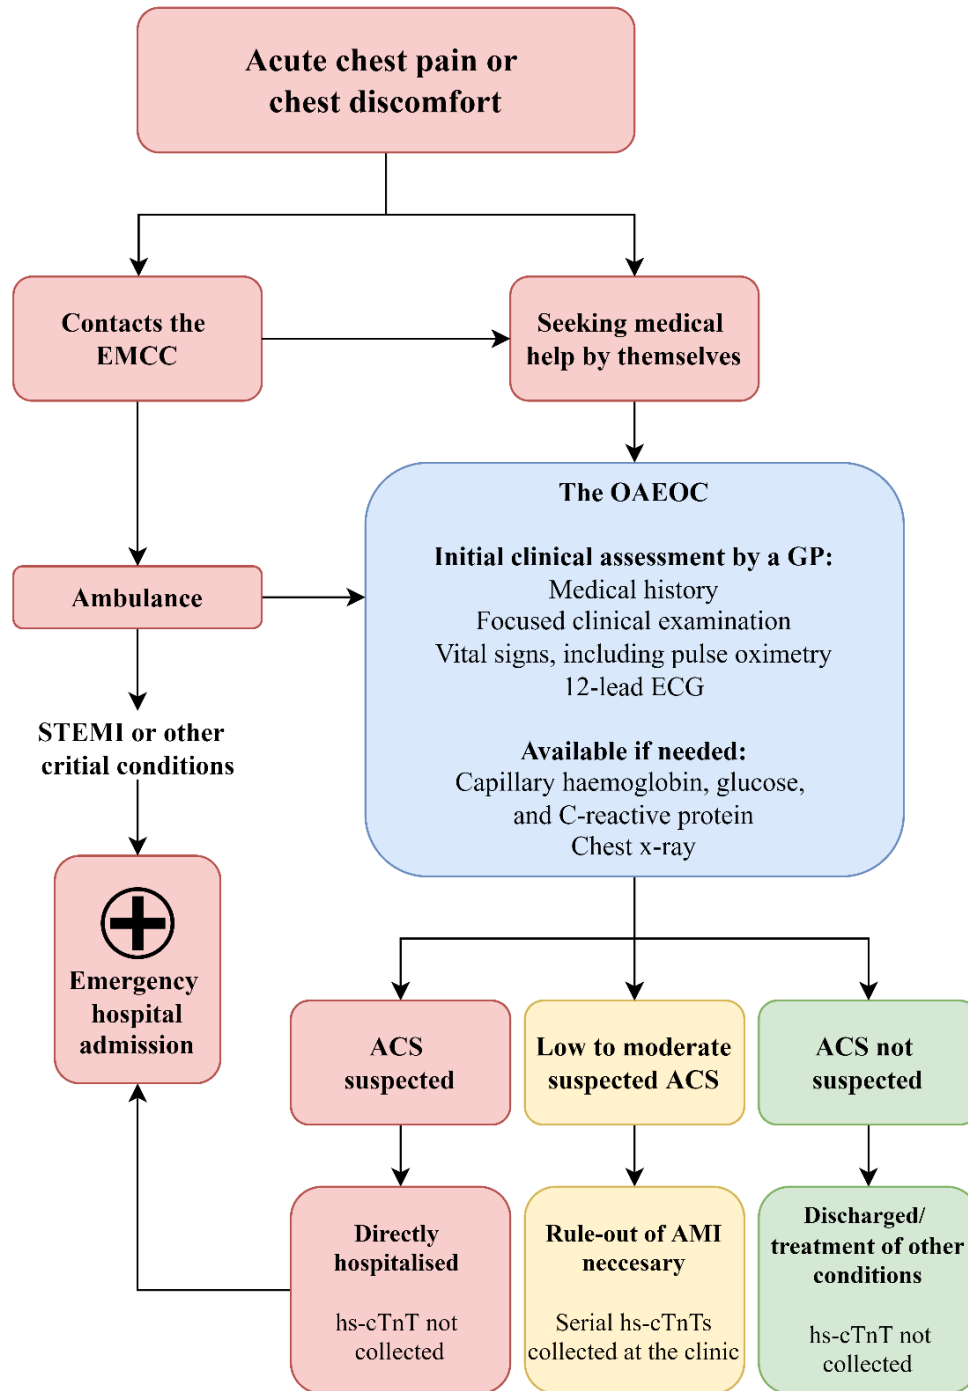 Acute chest pain or
chest discomfort
Contacts the
EMCC
Seeking medical
help by themselves
The OAEOC
Initial clinical assessment by a GP:
Medical history
Focused clinical examination
Vital signs, including pulse oximetry
12-lead ECG
Available if needed:
Capillary haemoglobin, glucose,
and C-reactive protein
Chest x-ray
Ambulance
STEMI or other
critial conditions
Emergency
hospital
admission
ACS
suspected
Low to moderate
suspected ACS
ACS not
suspected
Directly
hospitalised
hs-cTnT not
collected
Rule-out of AMI
neccesary
Serial hs-cTnTs
collected at the clinic
Discharged/
treatment of other
conditions
hs-cTnT not
collected